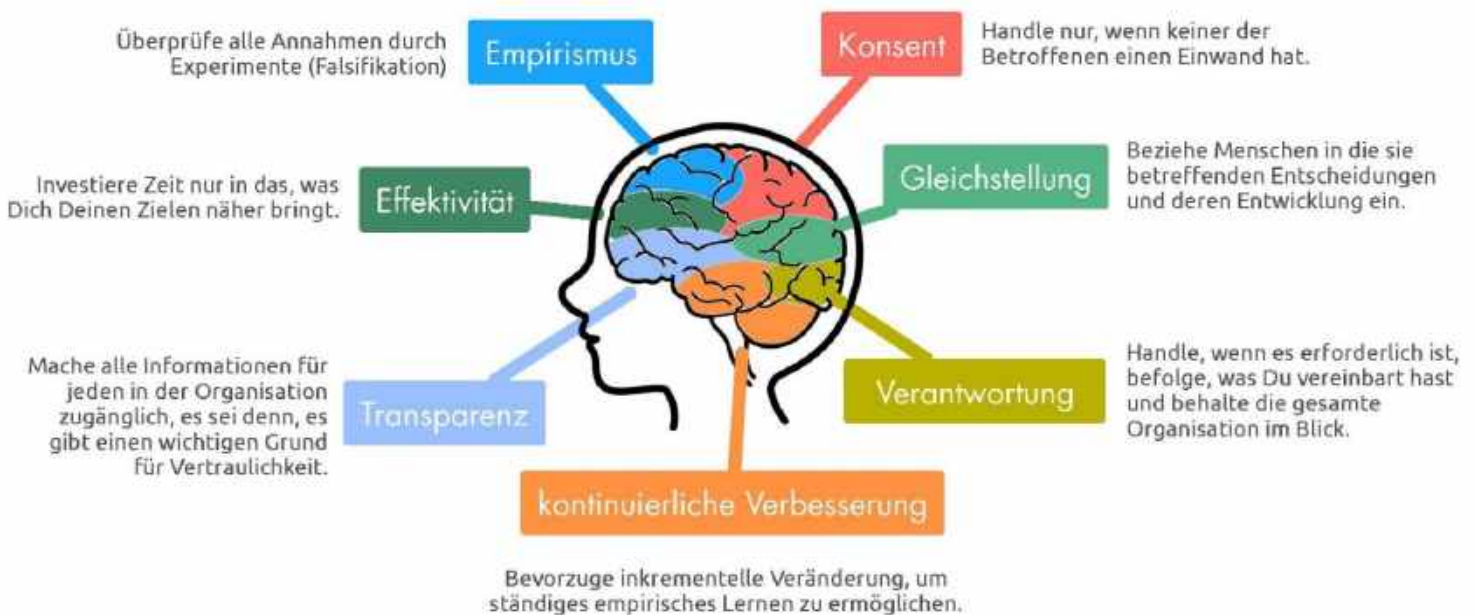 Empirismus
Überprüfe alle Annahmen durch
Experimente (Falsifikation)
Konsent
Handle nur, wenn keiner der
Betroffenen einen Einwand hat.
Effektivität
Investiere Zeit nur in das, was
Dich Deinen Zielen näher bringt.
Gleichstellung
Beziehe Menschen in die sie
betreffenden Entscheidungen
und deren Entwicklung ein.
Transparenz
Mache alle Informationen für
jeden in der Organisation
zugänglich, es sei denn, es
gibt einen wichtigen Grund
für Vertraulichkeit.
Verantwortung
Handle, wenn es erforderlich ist,
befolge, was Du vereinbart hast
und behalte die gesamte
Organisation im Blick.
kontinuierliche Verbesserung
Bevorzuge inkrementelle Veränderung, um
ständiges empirisches Lernen zu ermöglichen.